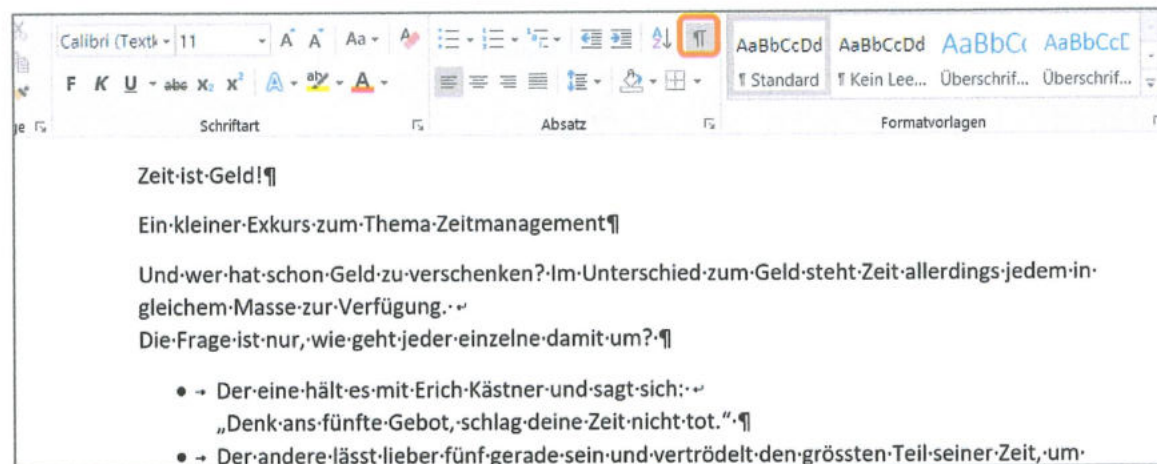 Calibri (Textk 11 A A Aa
AaBbCcDd AaBbCcDd AaBbC( AaBbCcD
F K U abc X₂ X² A aby A
¶ Standard ¶ Kein Lee... Überschrif... Überschrif...
ge Schriftart Absatz Formatvorlagen
Zeit·ist·Geld!¶
Ein·kleiner·Exkurs·zum·Thema·Zeitmanagement¶
Und·wer·hat·schon·Geld·zu·verschenken?·Im·Unterschied·zum·Geld·steht·Zeit·allerdings·jedem·in·
gleichem·Masse·zur·Verfügung.·↵
Die·Frage·ist·nur,·wie·geht·jeder·einzelne·damit·um?·¶
●→Der·eine·hält·es·mit·Erich·Kästner·und·sagt·sich:·↵
„Denk·ans·fünfte·Gebot,·schlag·deine·Zeit·nicht·tot.“·¶
●→Der·andere·lässt·lieber·fünf·gerade·sein·und·vertrödelt·den·grössten·Teil·seiner·Zeit,·um·